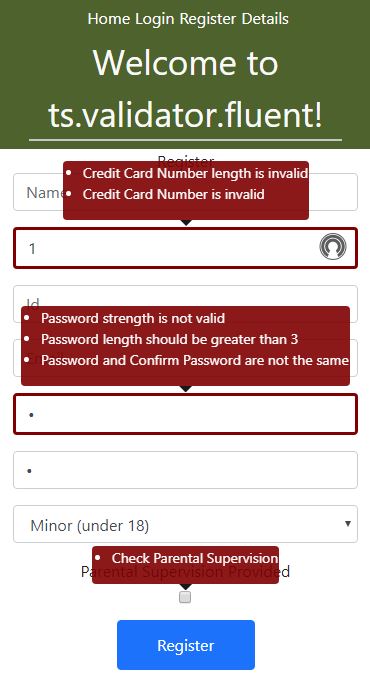 Home Login Register Details
Welcome to
ts.validator.fluent!
Register
Credit Card Number length is invalid
Name
Credit Card Number is invalid
1
Id
Password strength is not valid
Password length should be greater than 3
Password and Confirm Password are not the same
•
•
Minor (under 18)
Check Parental Supervision
Parental Supervision Provided
Register